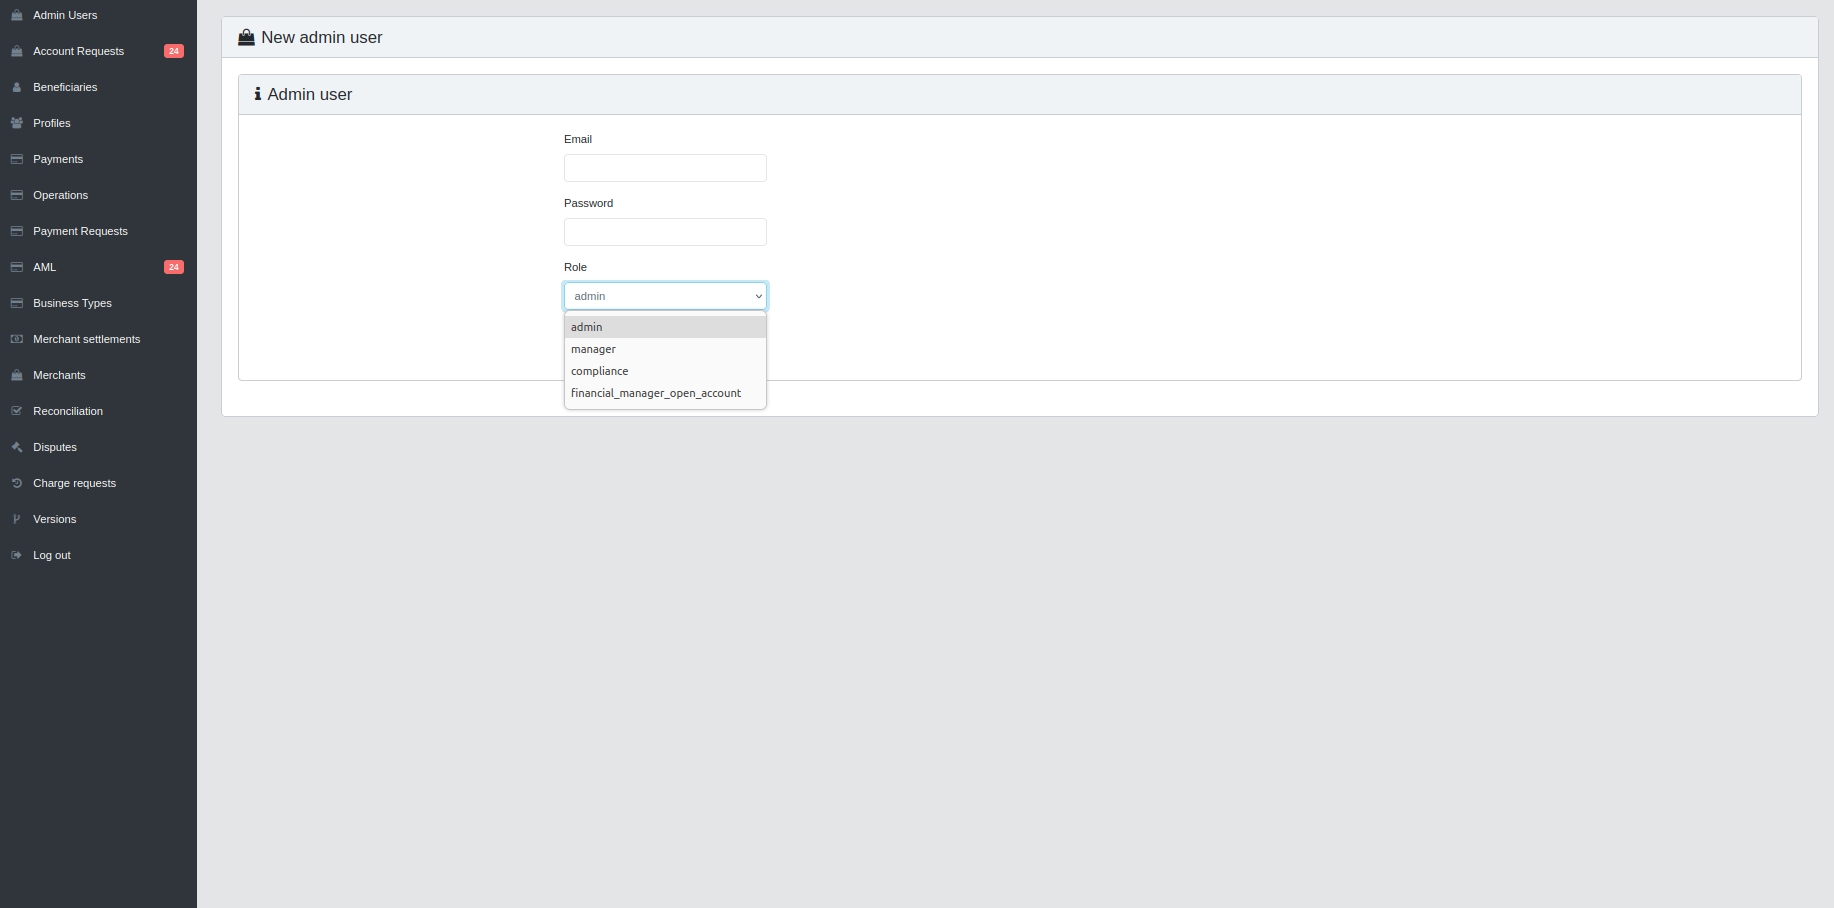 Admin Users
Account Requests 24
Beneficiaries
Profiles
Payments
Operations
Payment Requests
AML 24
Business Types
Merchant settlements
Merchants
Reconciliation
Disputes
Charge requests
Versions
Log out
New admin user
Admin user
Email
Password
Role
admin
admin
manager
compliance
financial_manager_open_account